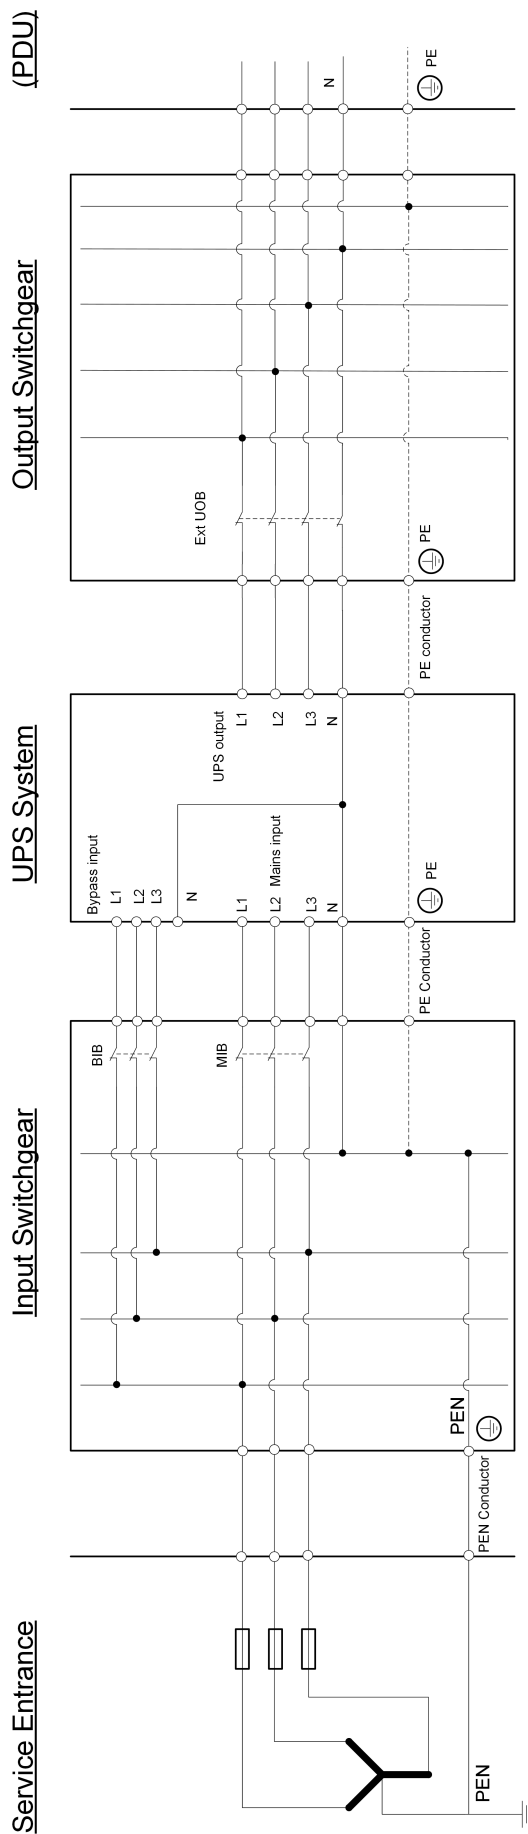 Service Entrance
PEN
PEN Conductor
Input Switchgear
PEN
BIB
MIB
PE Conductor
UPS System
Bypass input
L1
L2
L3
N
Mains input
L1
L2
L3
N
PE
UPS output
L1
L2
L3
N
PE conductor
Output Switchgear
Ext UOB
PE
(PDU)
N
PE